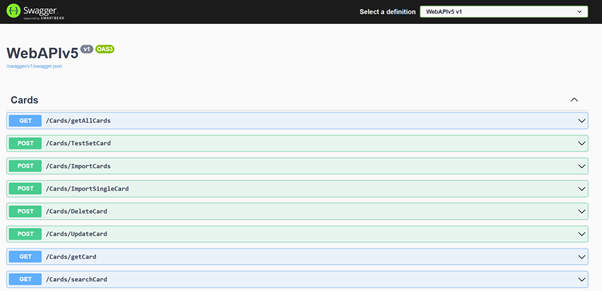 Swagger.
Supported by SMARTBEAR
Select a definition
WebAPIv5 v1
WebAPIv5 v1 OAS3
/swagger/v1/swagger.json
Cards
GET /Cards/getAllCards
POST /Cards/TestSetCard
POST /Cards/ImportCards
POST /Cards/ImportSingleCard
POST /Cards/DeleteCard
POST /Cards/UpdateCard
GET /Cards/getCard
GET /Cards/searchCard